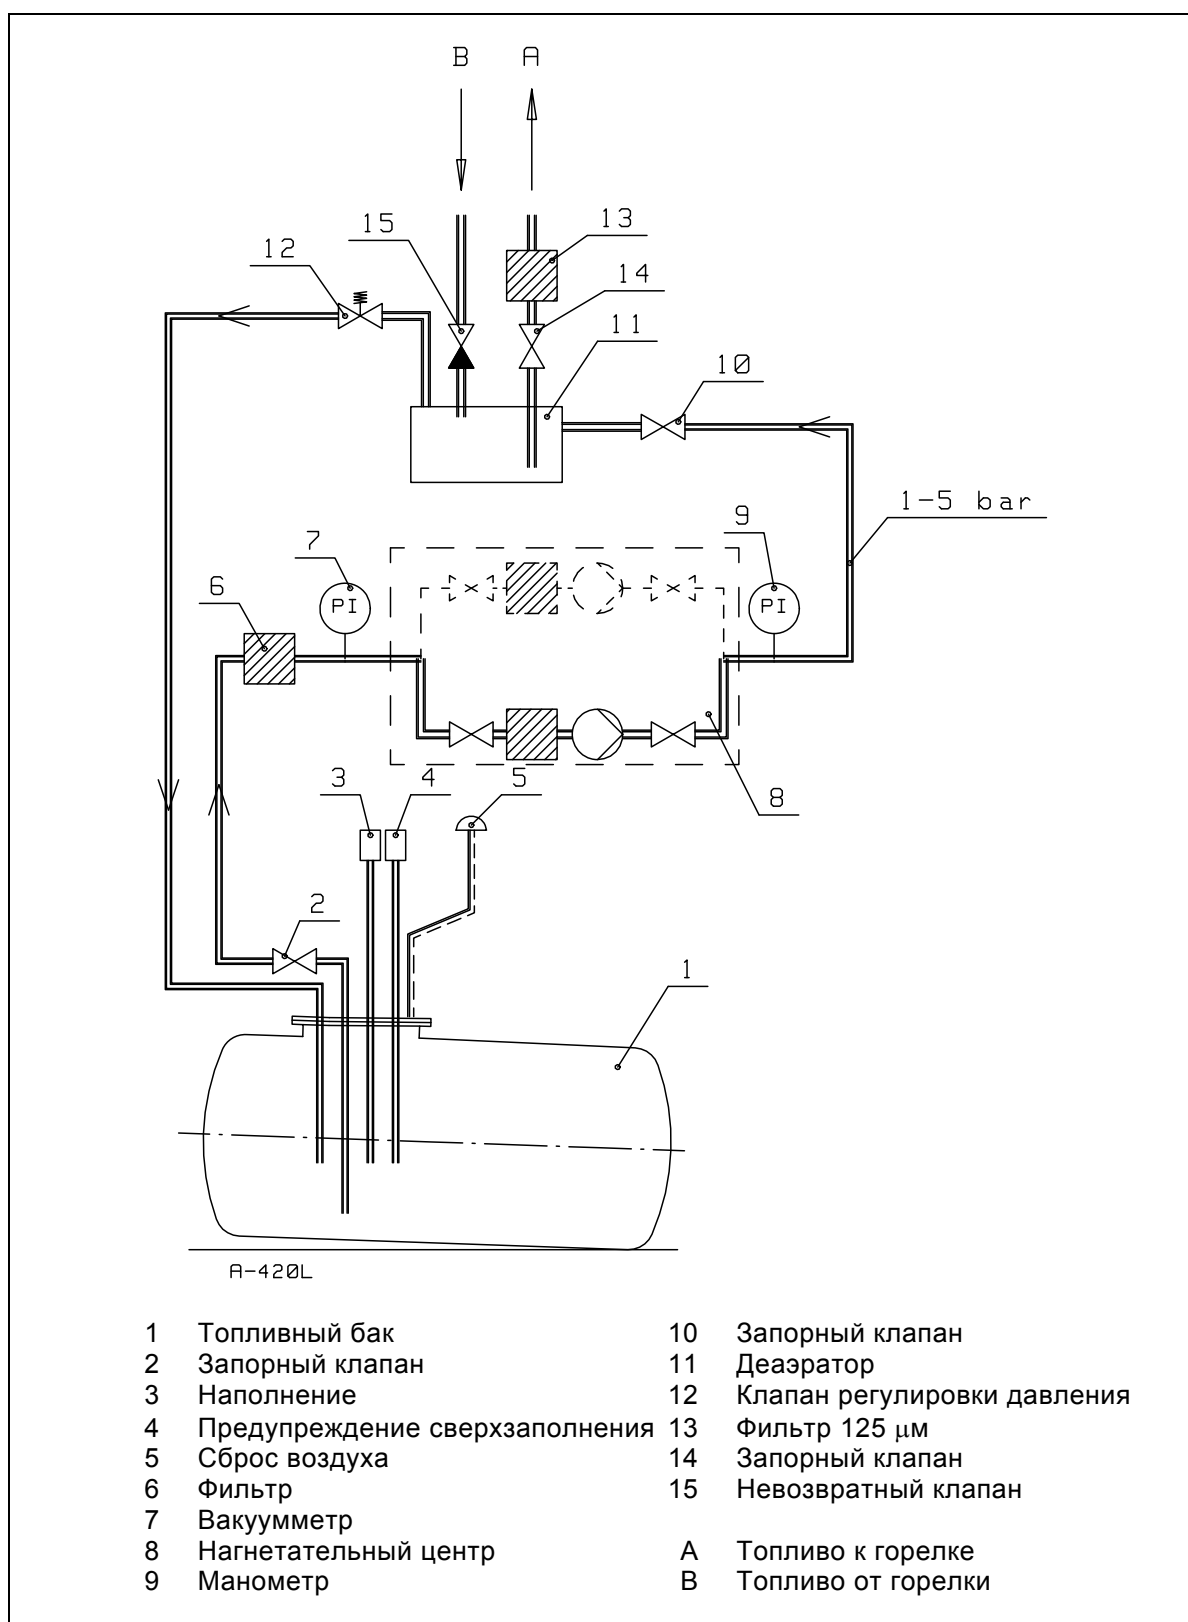 B A
13
15
12
14
11
10
1-5 bar
9
7
PI
PI
6
8
3 4 5
2
1
A-420L
1 Топливный бак
2 Запорный клапан
3 Наполнение
4 Предупреждение сверхзаполнения
5 Сброс воздуха
6 Фильтр
7 Вакуумметр
8 Нагнетательный центр
9 Манометр
10 Запорный клапан
11 Деаэратор
12 Клапан регулировки давления
13 Фильтр 125 μм
14 Запорный клапан
15 Невозвратный клапан
A Топливо к горелке
B Топливо от горелки